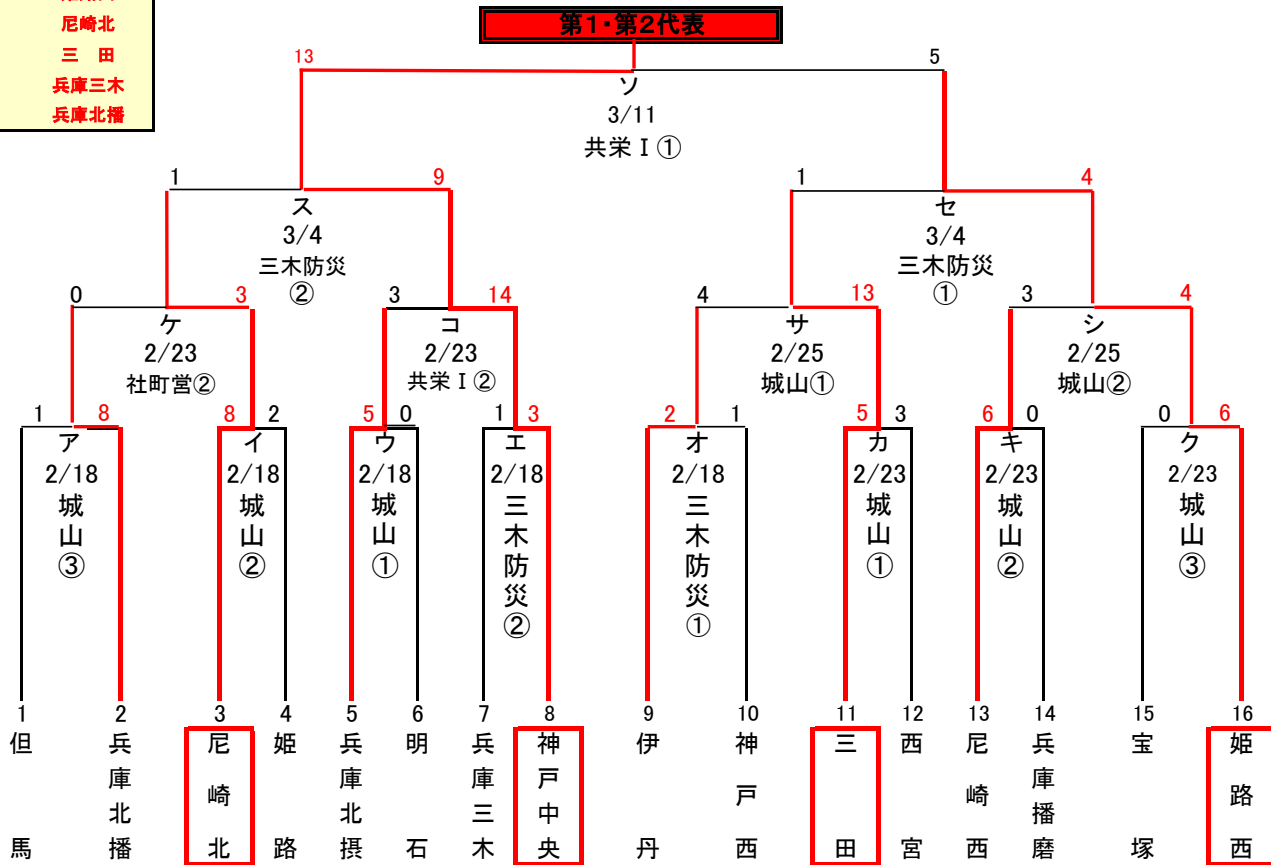 尼崎北
三 田
兵庫三木
兵庫北播
第1・第2代表
13 5
ソ
3/11
共栄Ⅰ①
1 9 1 4
ス セ
3/4 3/4
三木防災 三木防災
② ①
0 3 3 14 4 13 3 4
ケ コ サ シ
2/23 2/23 2/25 2/25
社町営② 共栄Ⅰ② 城山① 城山②
1 8 8 2 5 0 1 3 2 1 5 3 6 0 0 6
ア イ ウ エ オ カ キ ク
2/18 2/18 2/18 2/18 2/18 2/23 2/23 2/23
城山③ 城山② 城山① 三木防災② 三木防災① 城山① 城山② 城山③
1 2 3 4 5 6 7 8 9 10 11 12 13 14 15 16
但馬
兵庫北播
尼崎北
姫路
兵庫北摂
明石
兵庫三木
神戸中央
伊丹
神戸西
三田
西宮
尼崎西
兵庫播磨
宝塚
姫路西